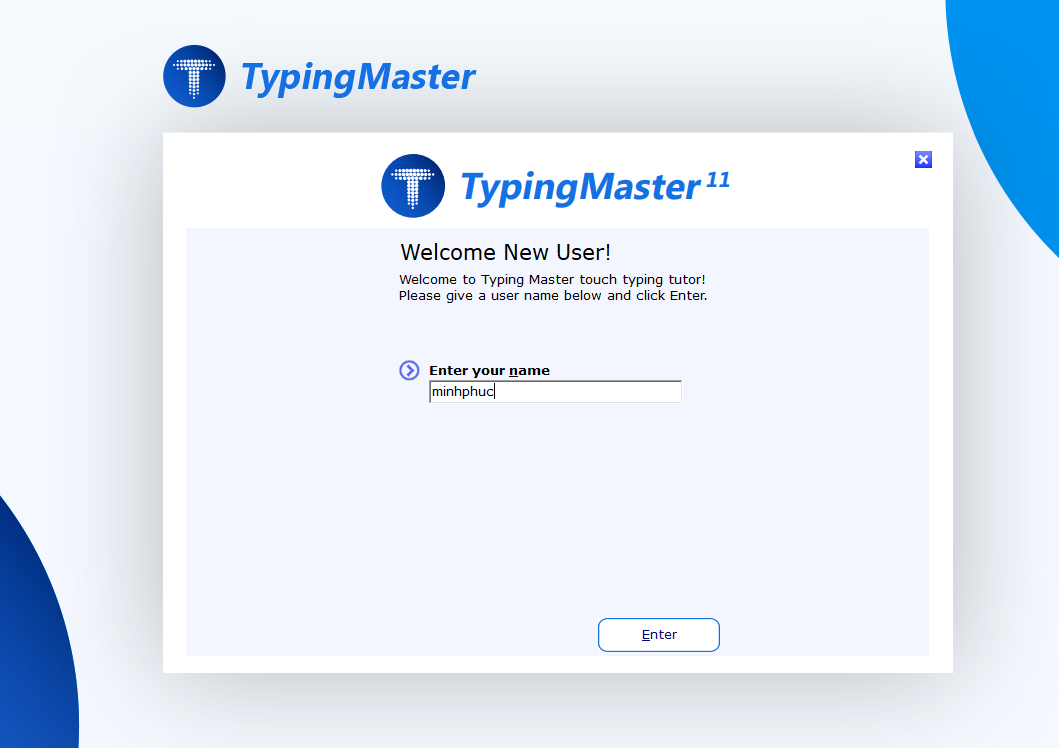 TypingMaster
TypingMaster 11
Welcome New User!
Welcome to Typing Master touch typing tutor!
Please give a user name below and click Enter.
Enter your name
minhphuc
Enter